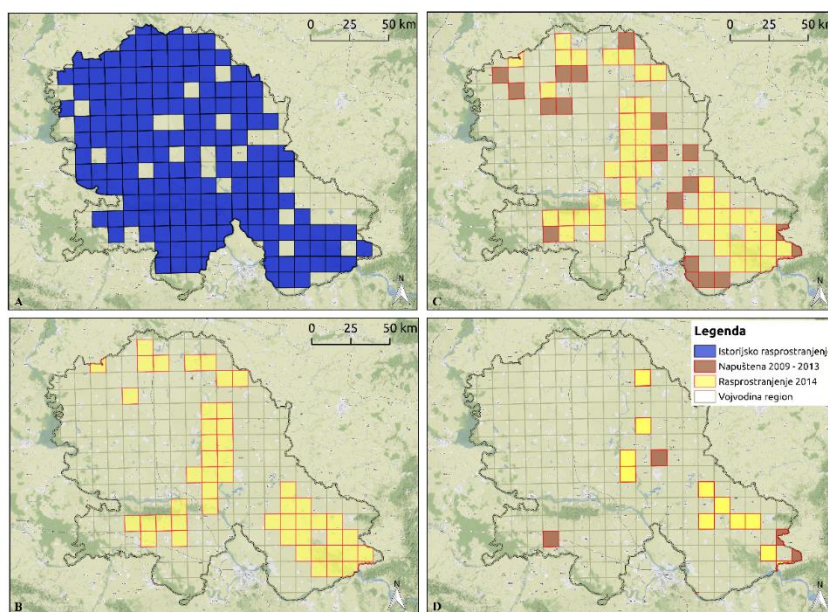 0 25 50 km
N
A
0 25 50 km
N
C
0 25 50 km
N
B
Legenda
Istorijsko rasprostranjenje
Napuštena 2009 - 2013
Rasprostranjenje 2014
Vojvodina region
N
D